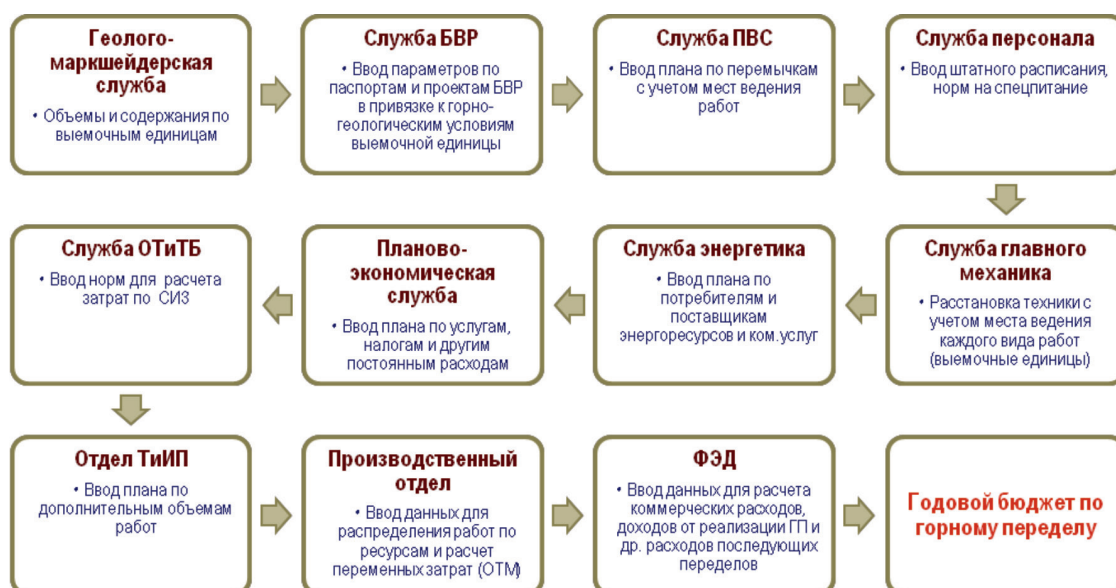 Геолого-
маркшейдерская
служба
• Объемы и содержания по
выемочным единицам
Служба БВР
• Ввод параметров по
паспортам и проектам БВР
в привязке к горно-
геологическим условиям
выемочной единицы
Служба ПВС
• Ввод плана по перемычкам
с учетом мест ведения
работ
Служба персонала
• Ввод штатного расписания,
норм на спецпитание
Служба главного
механика
• Расстановка техники с
учетом места ведения
каждого вида работ
(выемочные единицы)
Служба энергетика
• Ввод плана по
потребителям и
поставщикам
энергоресурсов и ком.услуг
Планово-
экономическая
служба
• Ввод плана по услугам,
налогам и другим
постоянным расходам
Служба ОТиТБ
• Ввод норм для расчета
затрат по СИЗ
Отдел ТиИП
• Ввод плана по
дополнительным объемам
работ
Производственный
отдел
• Ввод данных для
распределения работ по
ресурсам и расчет
переменных затрат (ОТМ)
ФЭД
• Ввод данных для расчета
коммерческих расходов,
доходов от реализации ГП и
др. расходов последующих
переделов
Годовой бюджет по
горному переделу